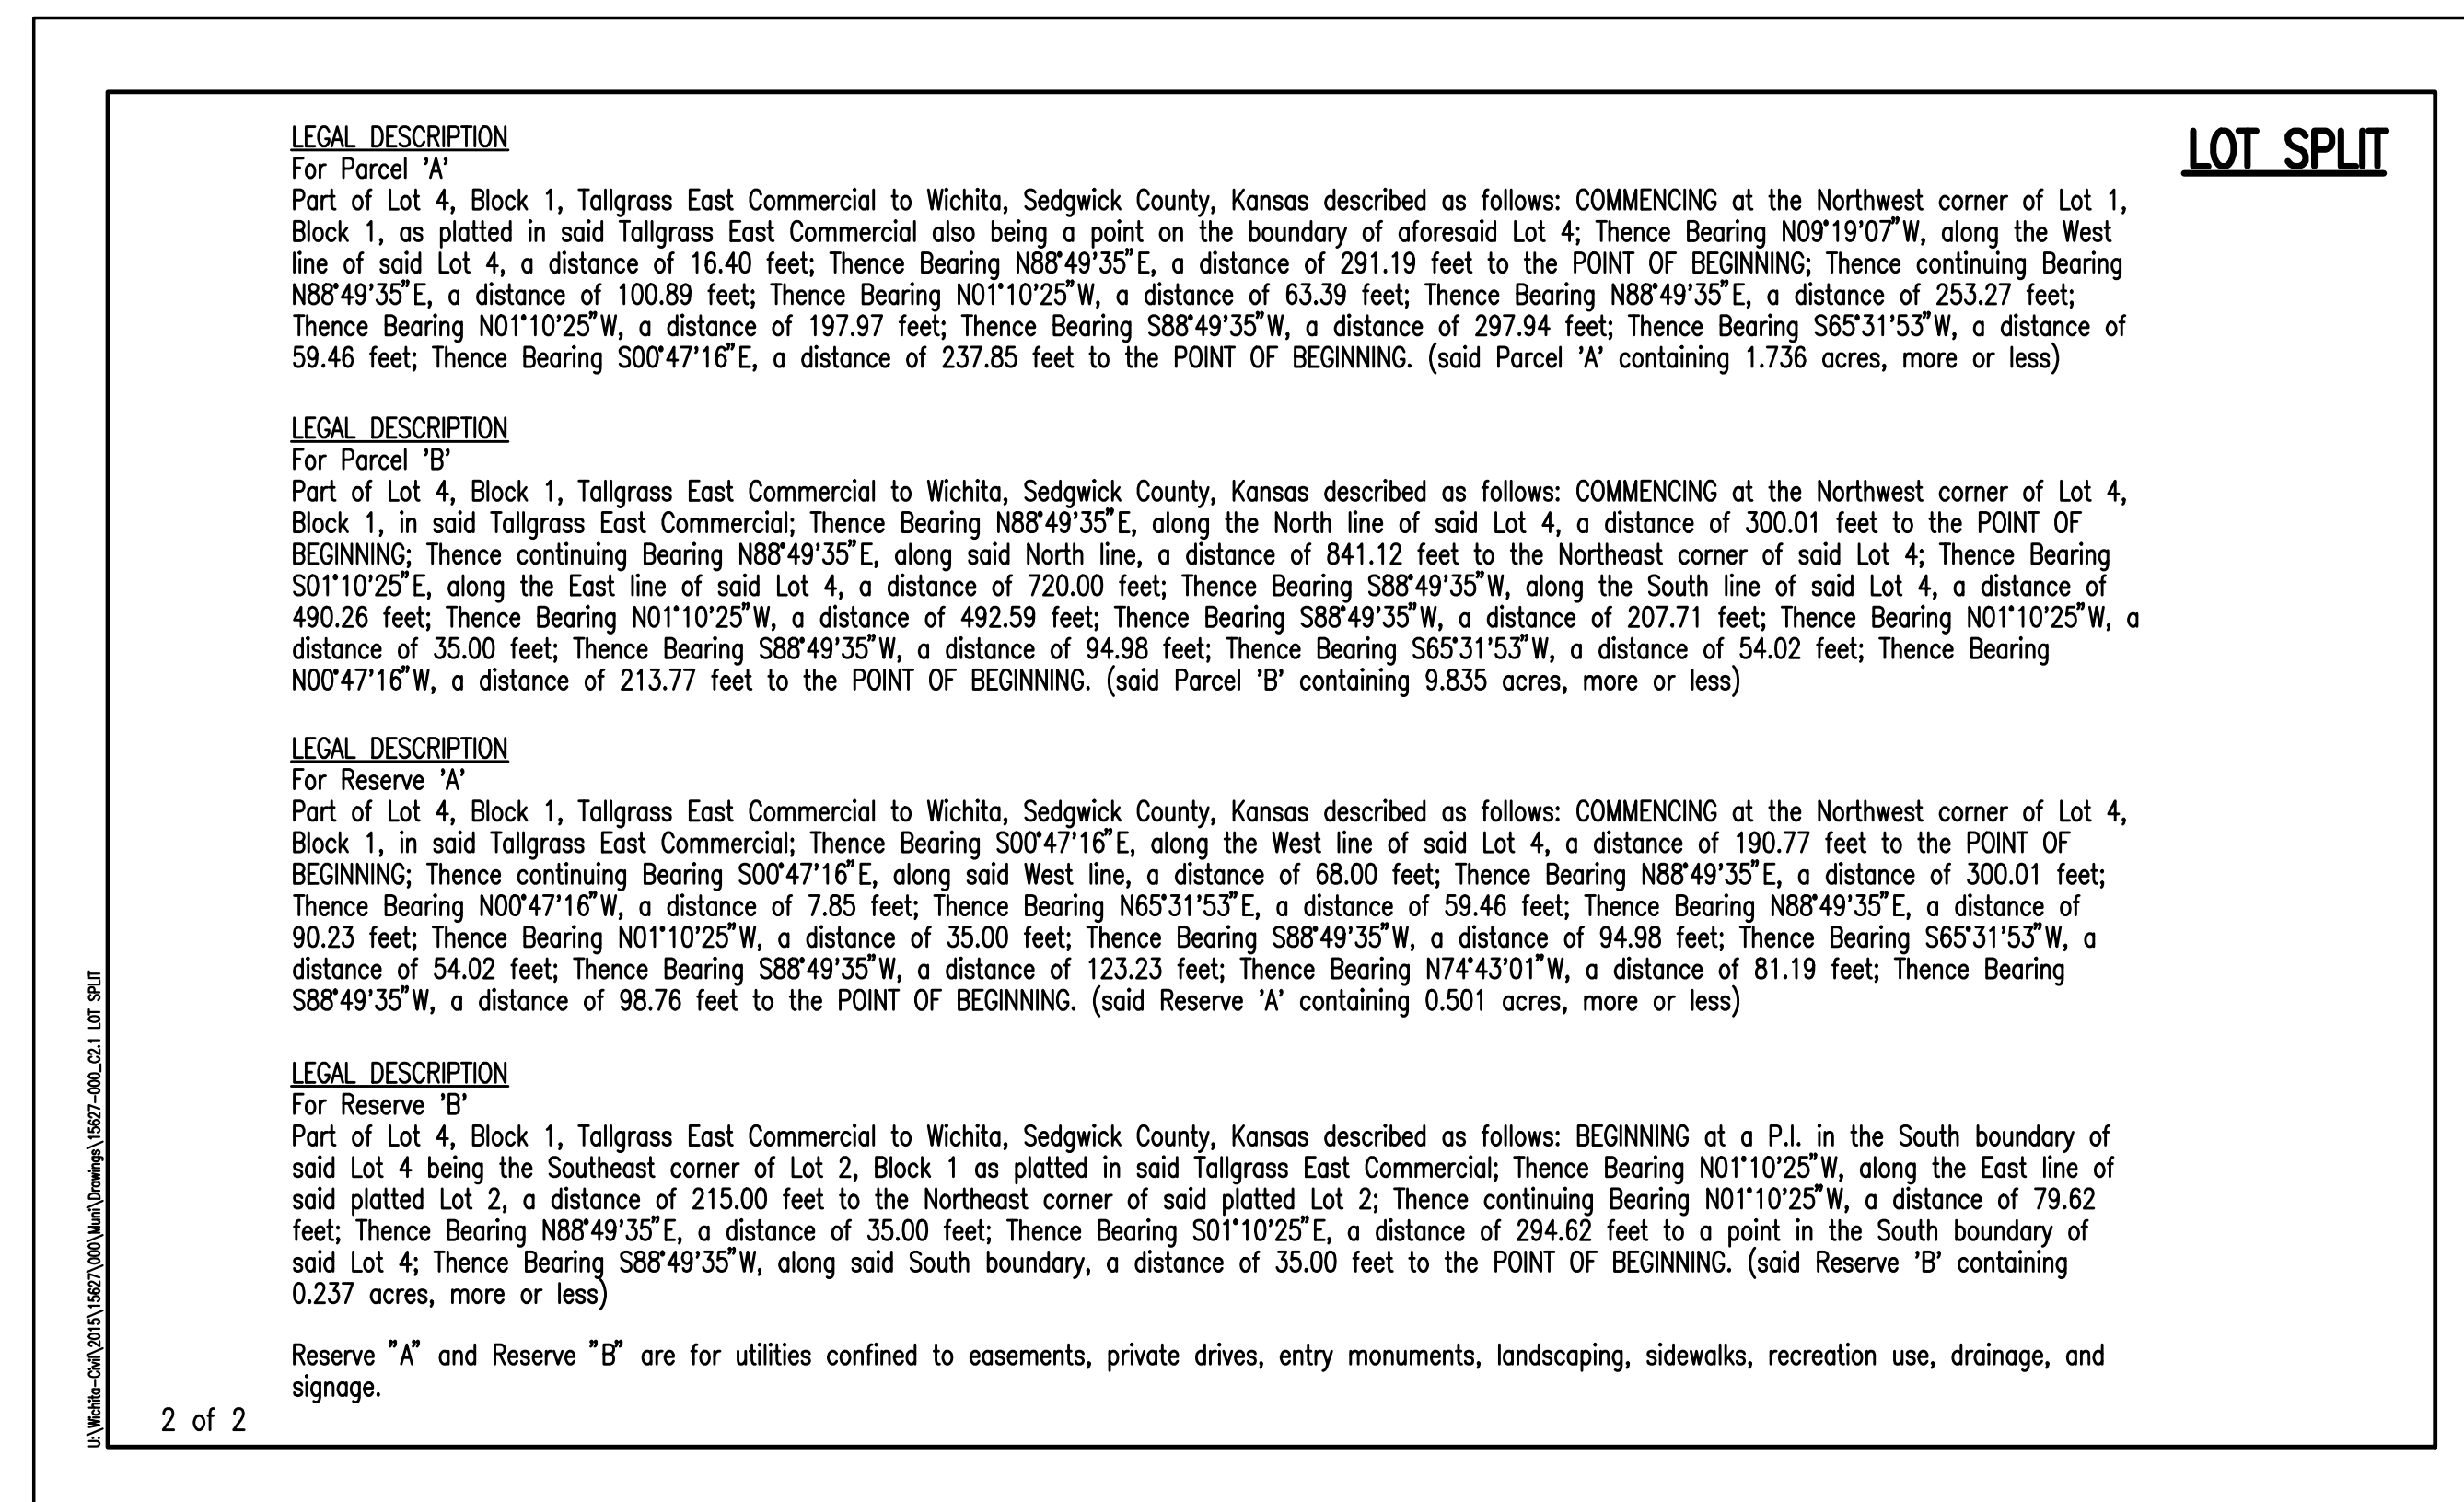 LOT SPLIT
LEGAL DESCRIPTION
For Parcel 'A'
Part of Lot 4, Block 1, Tallgrass East Commercial to Wichita, Sedgwick County, Kansas described as follows: COMMENCING at the Northwest corner of Lot 1,
Block 1, as platted in said Tallgrass East Commercial also being a point on the boundary of aforesaid Lot 4; Thence Bearing N09°19'07"W, along the West
line of said Lot 4, a distance of 16.40 feet; Thence Bearing N88°49'35"E, a distance of 291.19 feet to the POINT OF BEGINNING; Thence continuing Bearing
N88°49'35"E, a distance of 100.89 feet; Thence Bearing N01°10'25"W, a distance of 63.39 feet; Thence Bearing N88°49'35"E, a distance of 253.27 feet;
Thence Bearing N01°10'25"W, a distance of 197.97 feet; Thence Bearing S88°49'35"W, a distance of 297.94 feet; Thence Bearing S65°31'53"W, a distance of
59.46 feet; Thence Bearing S00°47'16"E, a distance of 237.85 feet to the POINT OF BEGINNING. (said Parcel 'A' containing 1.736 acres, more or less)
LEGAL DESCRIPTION
For Parcel 'B'
Part of Lot 4, Block 1, Tallgrass East Commercial to Wichita, Sedgwick County, Kansas described as follows: COMMENCING at the Northwest corner of Lot 4,
Block 1, in said Tallgrass East Commercial; Thence Bearing N88°49'35"E, along the North line of said Lot 4, a distance of 300.01 feet to the POINT OF
BEGINNING; Thence continuing Bearing N88°49'35"E, along said North line, a distance of 841.12 feet to the Northeast corner of said Lot 4; Thence Bearing
S01°10'25"E, along the East line of said Lot 4, a distance of 720.00 feet; Thence Bearing S88°49'35"W, along the South line of said Lot 4, a distance of
490.26 feet; Thence Bearing N01°10'25"W, a distance of 492.59 feet; Thence Bearing S88°49'35"W, a distance of 207.71 feet; Thence Bearing N01°10'25"W, a
distance of 35.00 feet; Thence Bearing S88°49'35"W, a distance of 94.98 feet; Thence Bearing S65°31'53"W, a distance of 54.02 feet; Thence Bearing
N00°47'16"W, a distance of 213.77 feet to the POINT OF BEGINNING. (said Parcel 'B' containing 9.835 acres, more or less)
LEGAL DESCRIPTION
For Reserve 'A'
Part of Lot 4, Block 1, Tallgrass East Commercial to Wichita, Sedgwick County, Kansas described as follows: COMMENCING at the Northwest corner of Lot 4,
Block 1, in said Tallgrass East Commercial; Thence Bearing S00°47'16"E, along the West line of said Lot 4, a distance of 190.77 feet to the POINT OF
BEGINNING; Thence continuing Bearing S00°47'16"E, along said West line, a distance of 68.00 feet; Thence Bearing N88°49'35"E, a distance of 300.01 feet;
Thence Bearing N00°47'16"W, a distance of 7.85 feet; Thence Bearing N65°31'53"E, a distance of 59.46 feet; Thence Bearing N88°49'35"E, a distance of
90.23 feet; Thence Bearing N01°10'25"W, a distance of 35.00 feet; Thence Bearing S88°49'35"W, a distance of 94.98 feet; Thence Bearing S65°31'53"W, a
distance of 54.02 feet; Thence Bearing S88°49'35"W, a distance of 123.23 feet; Thence Bearing N74°43'01"W, a distance of 81.19 feet; Thence Bearing
S88°49'35"W, a distance of 98.76 feet to the POINT OF BEGINNING. (said Reserve 'A' containing 0.501 acres, more or less)
LEGAL DESCRIPTION
For Reserve 'B'
Part of Lot 4, Block 1, Tallgrass East Commercial to Wichita, Sedgwick County, Kansas described as follows: BEGINNING at a P.I. in the South boundary of
said Lot 4 being the Southeast corner of Lot 2, Block 1 as platted in said Tallgrass East Commercial; Thence Bearing N01°10'25"W, along the East line of
said platted Lot 2, a distance of 215.00 feet to the Northeast corner of said platted Lot 2; Thence continuing Bearing N01°10'25"W, a distance of 79.62
feet; Thence Bearing N88°49'35"E, a distance of 35.00 feet; Thence Bearing S01°10'25"E, a distance of 294.62 feet to a point in the South boundary of
said Lot 4; Thence Bearing S88°49'35"W, along said South boundary, a distance of 35.00 feet to the POINT OF BEGINNING. (said Reserve 'B' containing
0.237 acres, more or less)
Reserve "A" and Reserve "B" are for utilities confined to easements, private drives, entry monuments, landscaping, sidewalks, recreation use, drainage, and
signage.
2 of 2
U:\Wichita-Civil\2015\15627\000\Muni\Drawings\15627-000_C2.1 LOT SPLIT